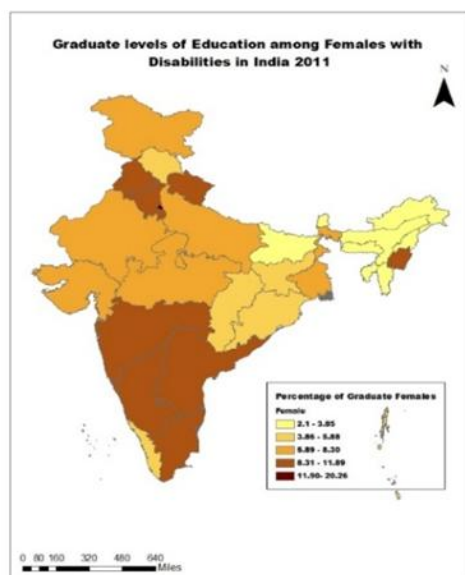 Graduate levels of Education among Females with
Disabilities in India 2011
N
Percentage of Graduate Females
Female
2.1 - 3.85
3.86 - 5.88
5.89 - 8.30
8.31 - 11.89
11.90- 20.26
0 80 160 320 480 640
Miles